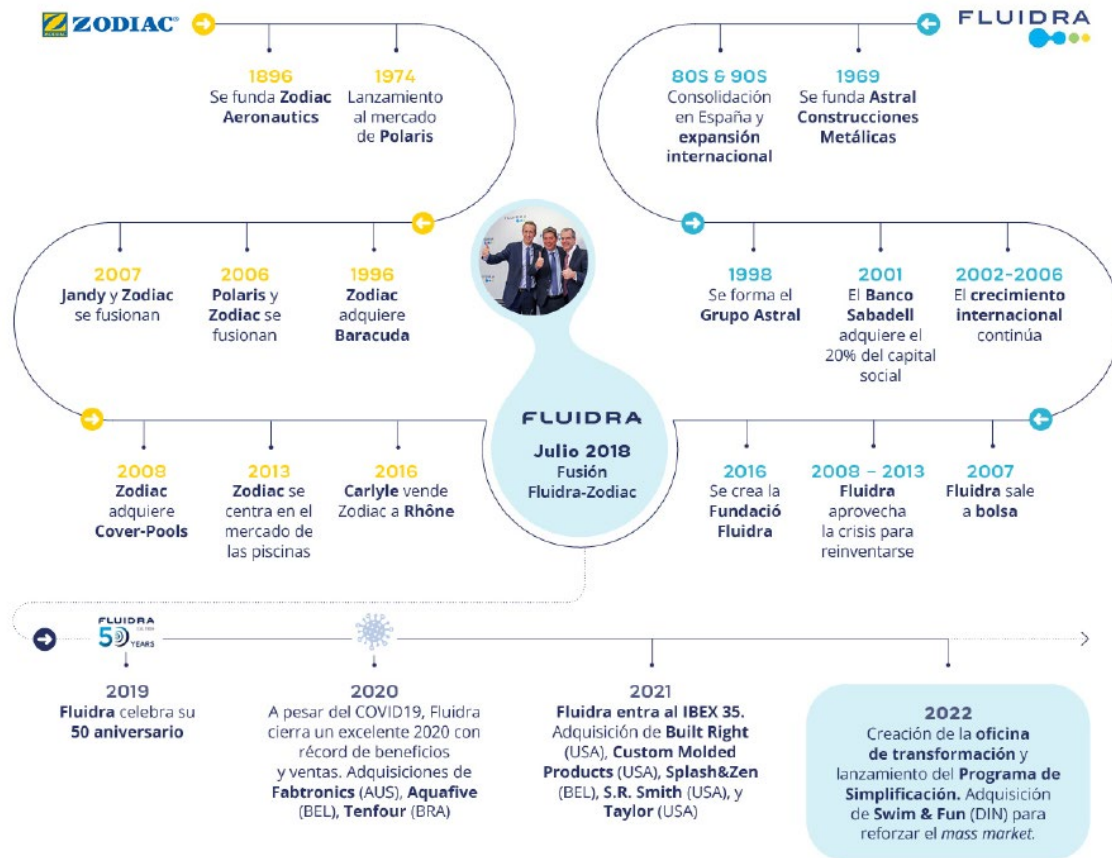 ZODIAC®
1896
Se funda Zodiac
Aeronautics
1974
Lanzamiento
al mercado
de Polaris
2007
Jandy y Zodiac
se fusionan
2006
Polaris y
Zodiac se
fusionan
1996
Zodiac
adquiere
Baracuda
2008
Zodiac
adquiere
Cover-Pools
2013
Zodiac se
centra en el
mercado de
las piscinas
2016
Carlyle vende
Zodiac a Rhône
FLUIDRA
80S & 90S
Consolidación
en España y
expansión
internacional
1969
Se funda Astral
Construcciones
Metálicas
1998
Se forma el
Grupo Astral
2001
El Banco
Sabadell
adquiere el
20% del capital
social
2002-2006
El crecimiento
internacional
continúa
2016
Se crea la
Fundació
Fluidra
2008 – 2013
Fluidra
aprovecha
la crisis para
reinventarse
2007
Fluidra sale
a bolsa
FLUIDRA
Julio 2018
Fusión
Fluidra-Zodiac
FLUIDRA
50 YEARS
2019
Fluidra celebra su
50 aniversario
2020
A pesar del COVID19, Fluidra
cierra un excelente 2020 con
récord de beneficios
y ventas. Adquisiciones de
Fabtronics (AUS), Aquafive
(BEL), Tenfour (BRA)
2021
Fluidra entra al IBEX 35.
Adquisición de Built Right
(USA), Custom Molded
Products (USA), Splash&Zen
(BEL), S.R. Smith (USA), y
Taylor (USA)
2022
Creación de la oficina
de transformación y
lanzamiento del Programa de
Simplificación. Adquisición
de Swim & Fun (DIN) para
reforzar el mass market.